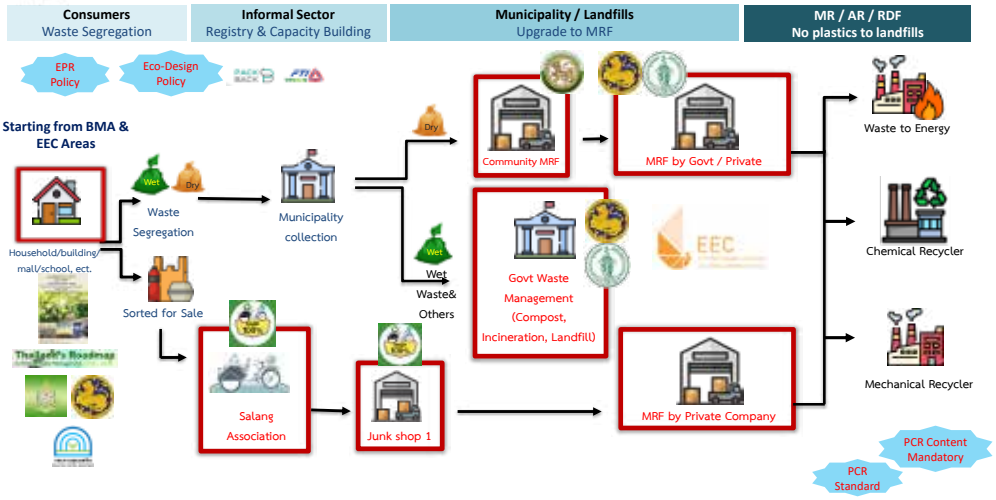 Consumers
Waste Segregation
Informal Sector
Registry & Capacity Building
Municipality / Landfills
Upgrade to MRF
MR / AR / RDF
No plastics to landfills
EPR
Policy
Eco-Design
Policy
PACK
BACK
FTI
Starting from BMA &
EEC Areas
Wet
Dry
Waste
Segregation
Household/building/
mall/school, ect.
Sorted for Sale
Municipality
collection
Dry
Wet
Wet
Waste&
Others
Community MRF
MRF by Govt / Private
Govt Waste
Management
(Compost,
Incineration, Landfill)
EEC
Waste to Energy
Chemical Recycler
Mechanical Recycler
Thailand's Roadmap
Salang
Association
Junk shop 1
MRF by Private Company
PCR Content
Mandatory
PCR
Standard